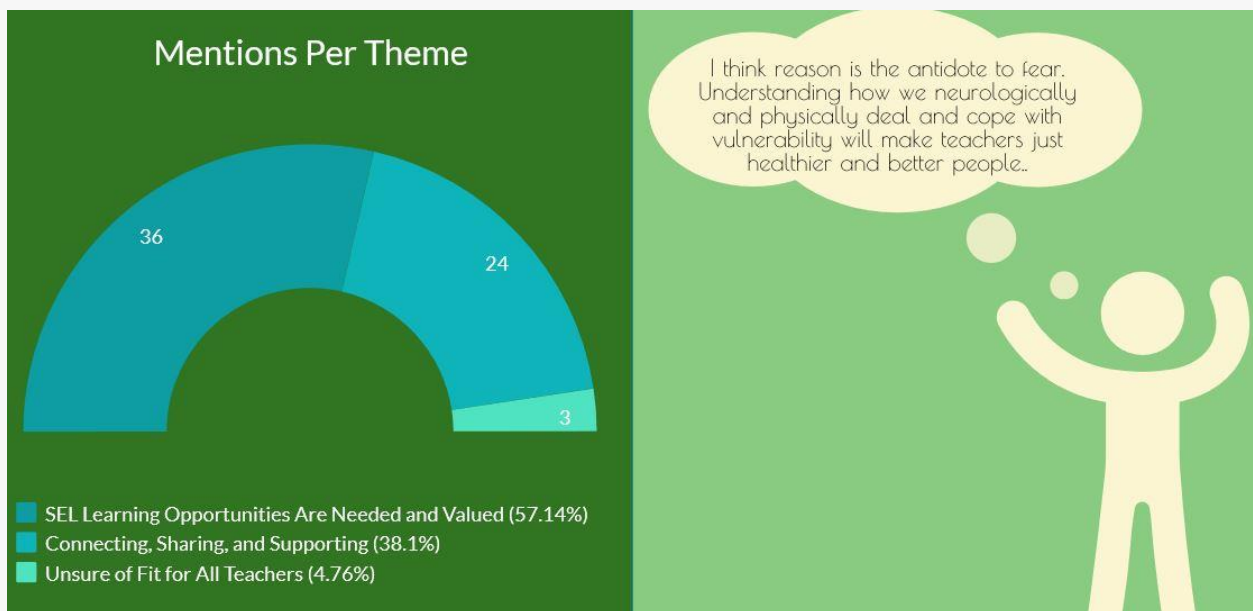 Mentions Per Theme
36
24
3
SEL Learning Opportunities Are Needed and Valued (57.14%)
Connecting, Sharing, and Supporting (38.1%)
Unsure of Fit for All Teachers (4.76%)
I think reason is the antidote to fear.
Understanding how we neurologically
and physically deal and cope with
vulnerability will make teachers just
healthier and better people..